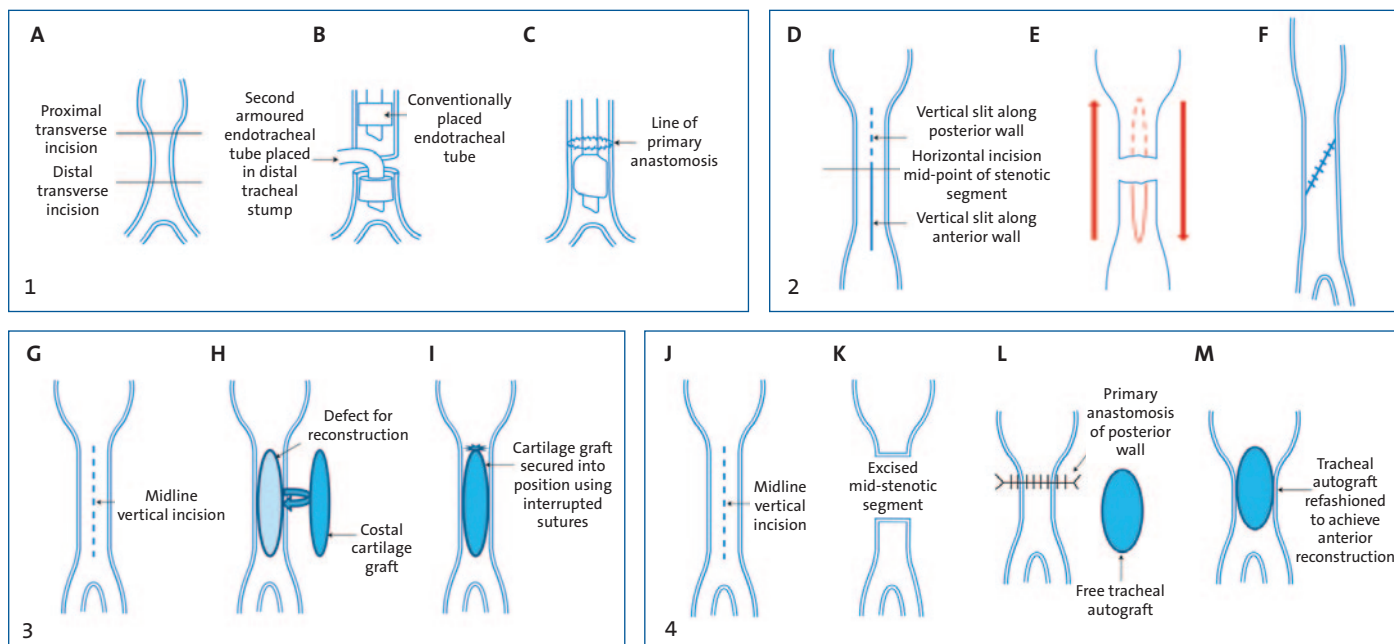 A
B
C
Proximal
transverse
incision
Distal
transverse
incision
Second
armoured
endotracheal
tube placed
in distal
tracheal
stump
Conventionally
placed
endotracheal
tube
Line of
primary
anastomosis
1
D
E
F
Vertical slit along
posterior wall
Horizontal incision
mid-point of stenotic
segment
Vertical slit along
anterior wall
2
G
H
I
Midline
vertical incision
Defect for
reconstruction
Costal
cartilage
graft
Cartilage graft
secured into
position using
interrupted
sutures
3
J
K
L
M
Midline
vertical
incision
Excised
mid-stenotic
segment
Primary
anastomosis
of posterior
wall
Free tracheal
autograft
Tracheal
autograft
refashioned
to achieve
anterior
reconstruction
4